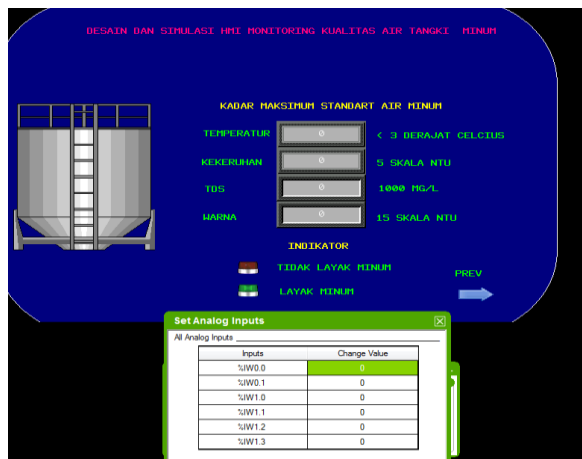 DESAIN DAN SIMULASI HMI MONITORING KUALITAS AIR TANGKI MINUM
KADAR MAKSIMUM STANDART AIR MINUM
TEMPERATUR 0 < 3 DERAJAT CELCIUS
KEKERUHAN 0 5 SKALA NTU
TDS 0 1000 MG/L
WARNA 0 15 SKALA NTU
INDIKATOR
TIDAK LAYAK MINUM
PREV
LAYAK MINUM
Set Analog Inputs
All Analog Inputs
Inputs Change Value
%IW0.0 0
%IW0.1 0
%IW1.0 0
%IW1.1 0
%IW1.2 0
%IW1.3 0